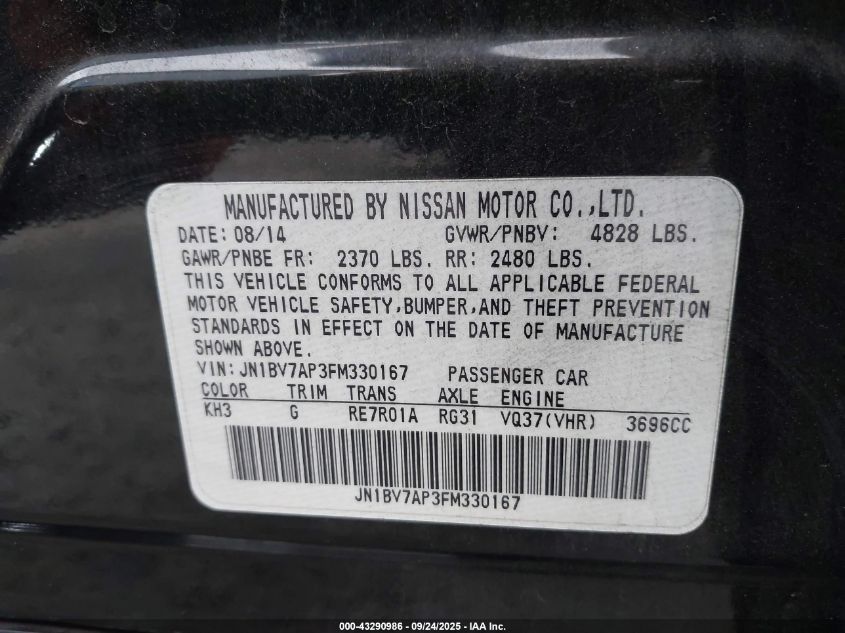 MANUFACTURED BY NISSAN MOTOR CO.,LTD.
DATE: 08/14 GVWR/PNBV: 4828 LBS.
GAWR/PNBE FR: 2370 LBS. RR: 2480 LBS.
THIS VEHICLE CONFORMS TO ALL APPLICABLE FEDERAL
MOTOR VEHICLE SAFETY,BUMPER,AND THEFT PREVENTION
STANDARDS IN EFFECT ON THE DATE OF MANUFACTURE
SHOWN ABOVE.
VIN:JN1BV7AP3FM330167 PASSENGER CAR
COLOR TRIM TRANS AXLE ENGINE
KH3 G RE7R01A RG31 VQ37(VHR) 3696CC
JN1BV7AP3FM330167
000-43290986 - 09/24/2025 - IAA Inc.